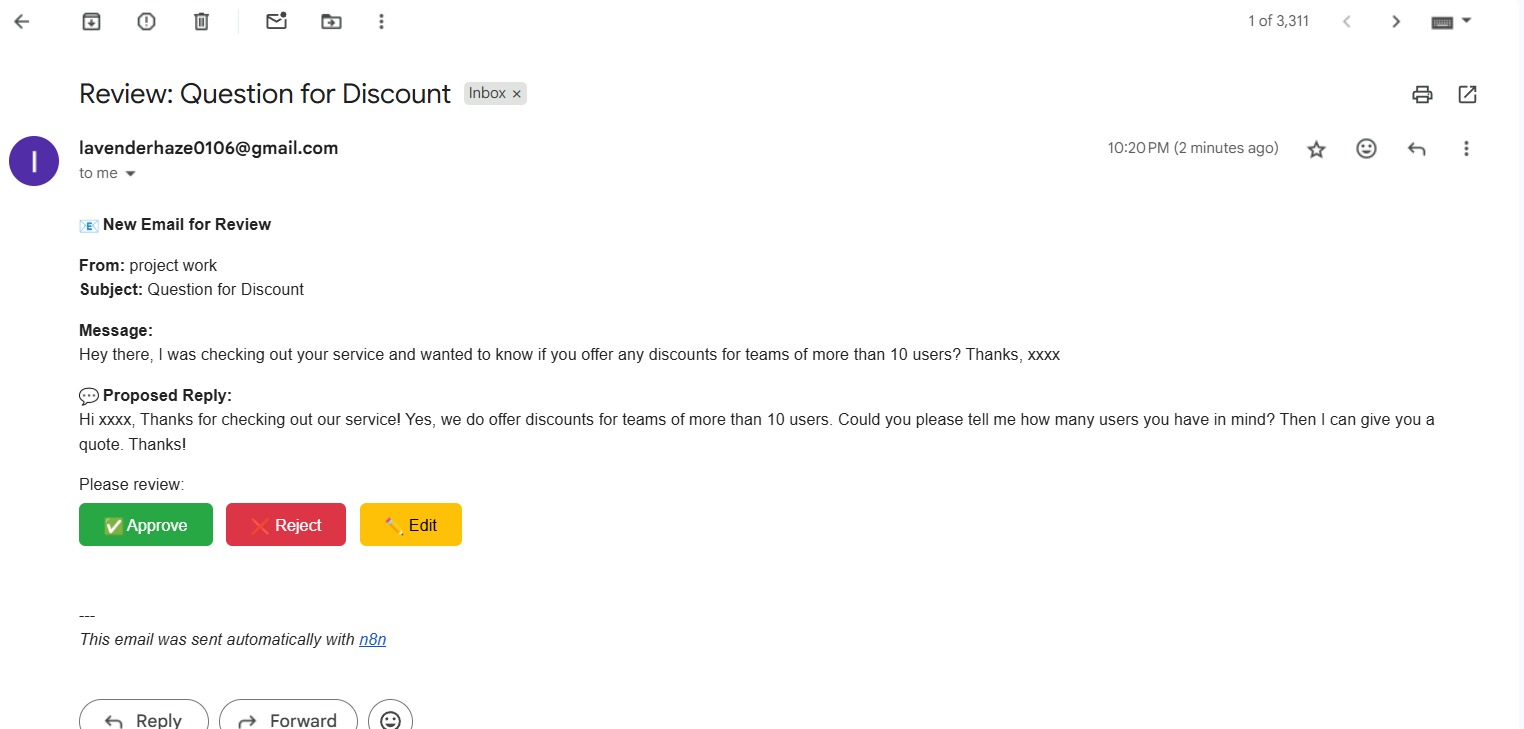 1 of 3,311
Review: Question for Discount Inbox ×
l
lavenderhaze0106@gmail.com 10:20 PM (2 minutes ago)
to me
📧 New Email for Review
From: project work
Subject: Question for Discount
Message:
Hey there, I was checking out your service and wanted to know if you offer any discounts for teams of more than 10 users? Thanks, xxxx
💬 Proposed Reply:
Hi xxxx, Thanks for checking out our service! Yes, we do offer discounts for teams of more than 10 users. Could you please tell me how many users you have in mind? Then I can give you a
quote. Thanks!
Please review:
✅ Approve ❌ Reject ✏️ Edit
---
This email was sent automatically with n8n
Reply Forward